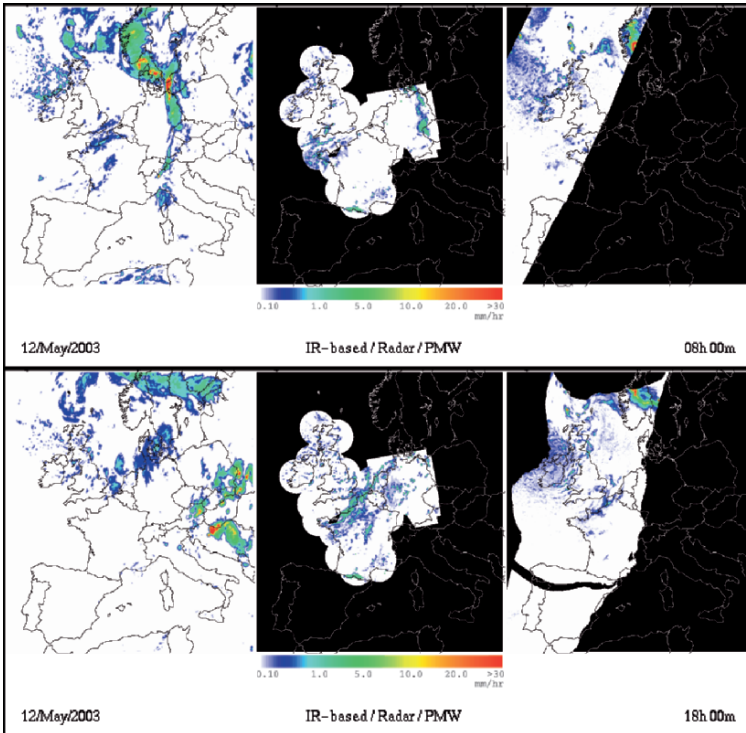 0.10 1.0 5.0 10.0 20.0 >30
mm/hr
12/May/2003 IR-based / Radar / PMW 08h 00m
0.10 1.0 5.0 10.0 20.0 >30
mm/hr
12/May/2003 IR-based / Radar / PMW 18h 00m